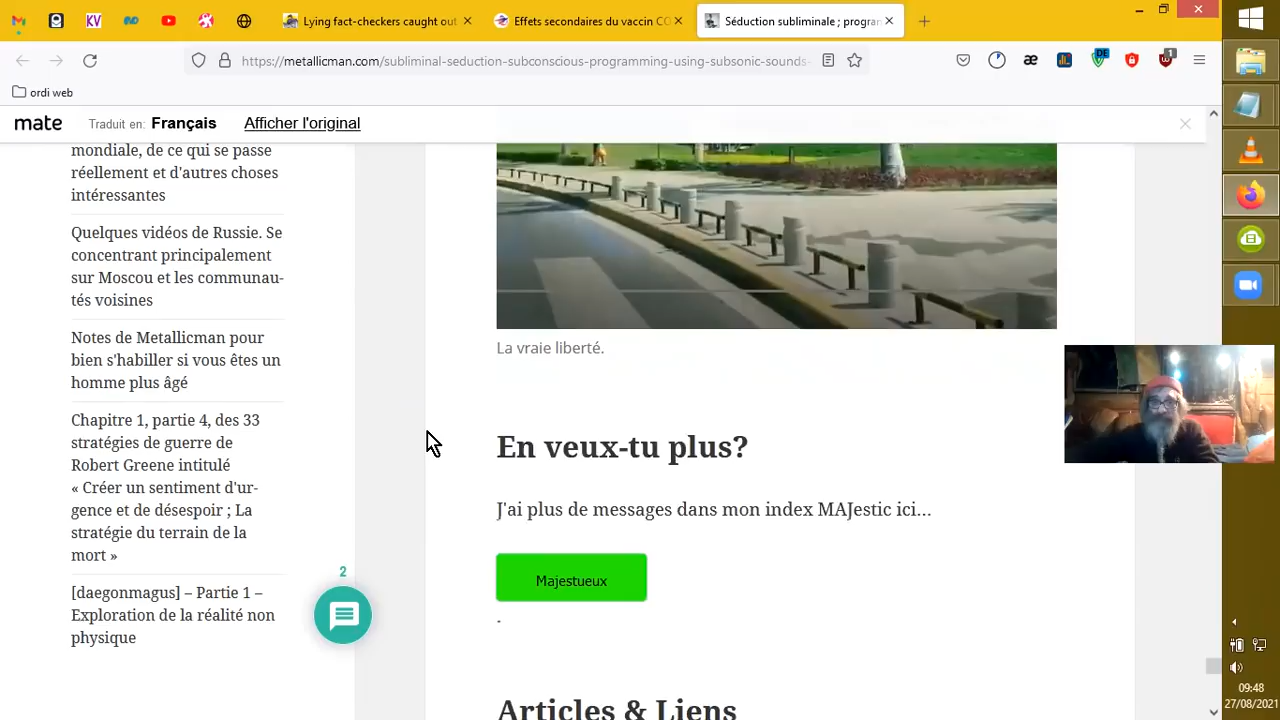 KV
Lying fact-checkers caught out
Effets secondaires du vaccin CO
Séduction subliminale ; program
https://metallicman.com/subliminal-seduction-subconscious-programming-using-subsonic-sounds-
æ
DE
1
ordi web
mate
Traduit en: Français
Afficher l'original
mondiale, de ce qui se passe
réellement et d'autres choses
intéressantes
Quelques vidéos de Russie. Se
concentrant principalement
sur Moscou et les communau-
tés voisines
Notes de Metallicman pour
bien s'habiller si vous êtes un
homme plus âgé
Chapitre 1, partie 4, des 33
stratégies de guerre de
Robert Greene intitulé
« Créer un sentiment d'ur-
gence et de désespoir ; La
stratégie du terrain de la
mort »
[daegonmagus] – Partie 1 –
Exploration de la réalité non
physique
2
La vraie liberté.
En veux-tu plus?
J'ai plus de messages dans mon index MAJestic ici...
Majestueux
-
Articles & Liens
09:48
27/08/2021